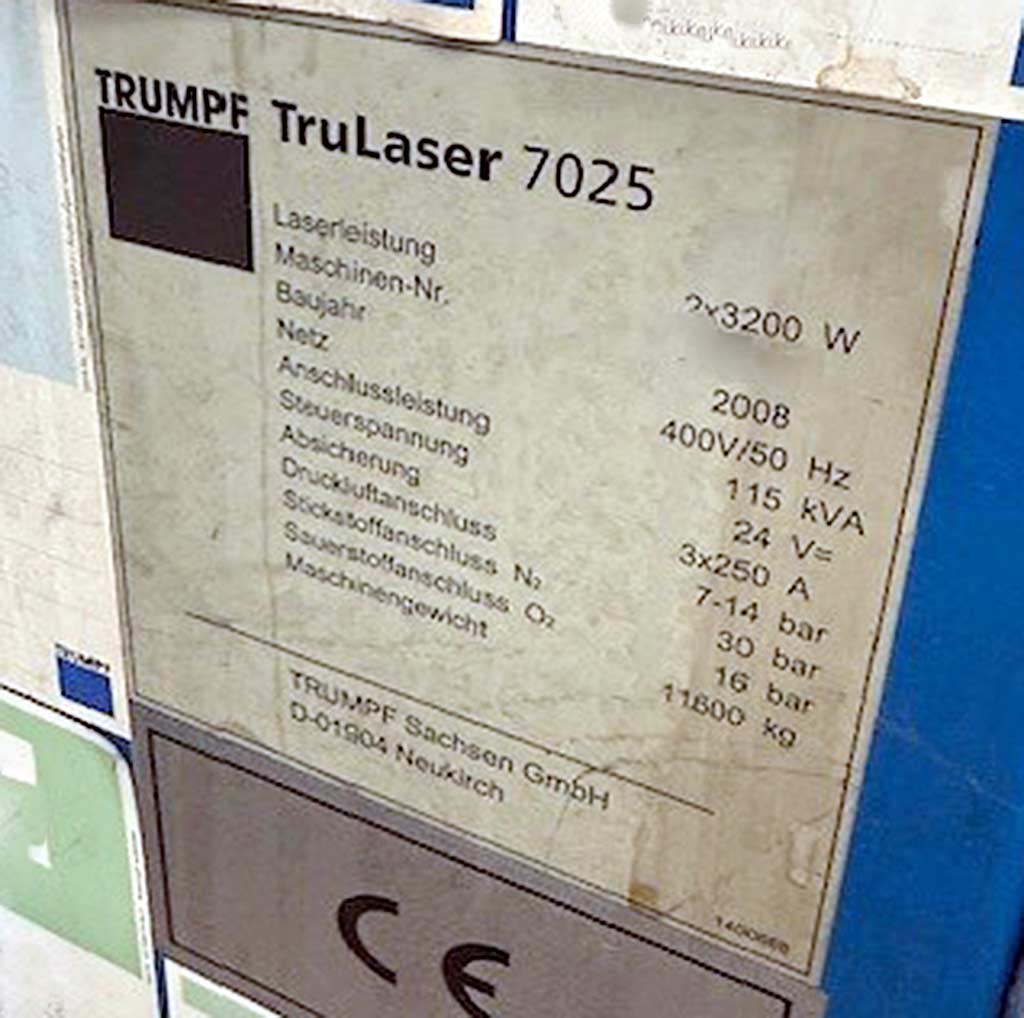 TRUMPF
TruLaser 7025
Laserleistung 2x3200 W
Maschinen-Nr.
Baujahr 2008
Netz 400V/50 Hz
Anschlussleistung 115 kVA
Steuerspannung 24 V=
Absicherung 3x250 A
Druckluftanschluss 7-14 bar
Stickstoffanschluss N₂ 30 bar
Sauerstoffanschluss O₂ 16 bar
Maschinengewicht 11800 kg
TRUMPF Sachsen GmbH
D-01904 Neukirch
CE
TRUMPF